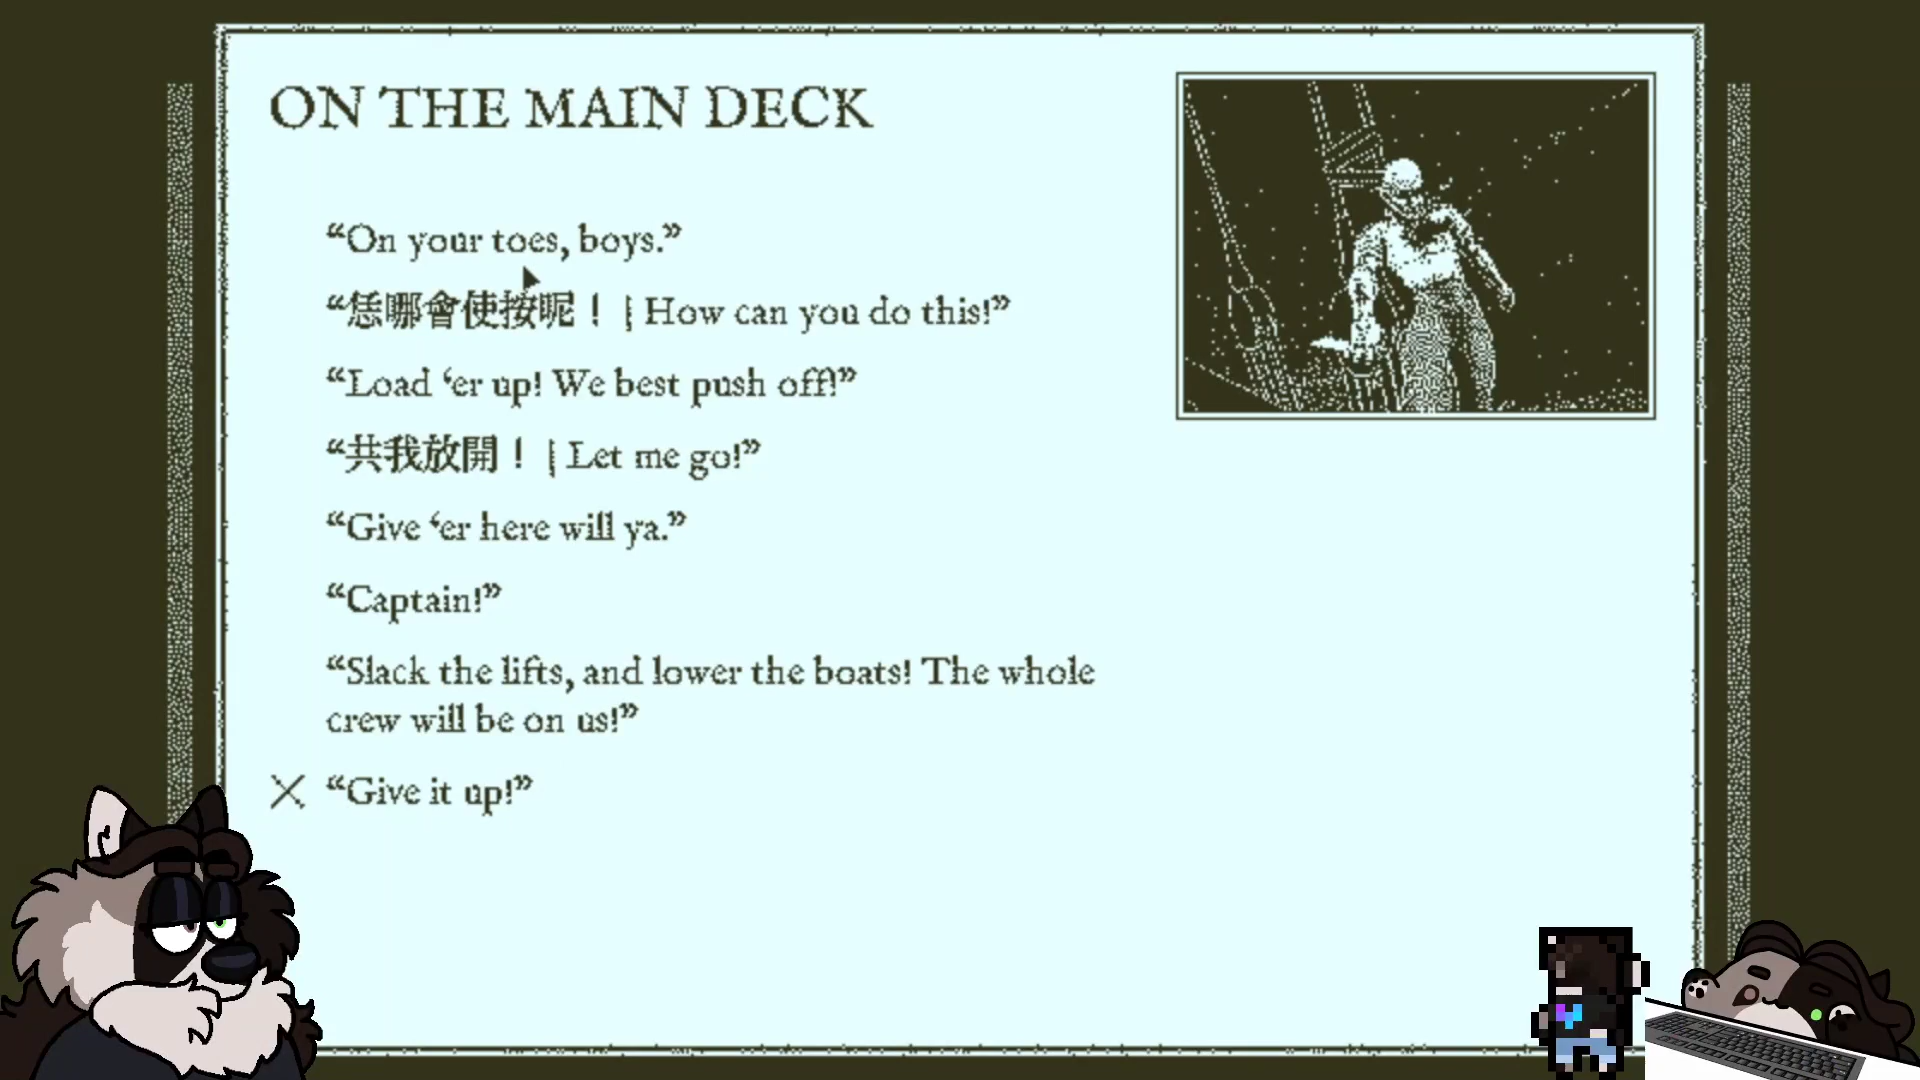 ON THE MAIN DECK
“On your toes, boys.”
“恁哪會使按呢！ | How can you do this!”
“Load ‘er up! We best push off!”
“共我放開！ | Let me go!”
“Give ‘er here will ya.”
“Captain!”
“Slack the lifts, and lower the boats! The whole
crew will be on us!”
“Give it up!”